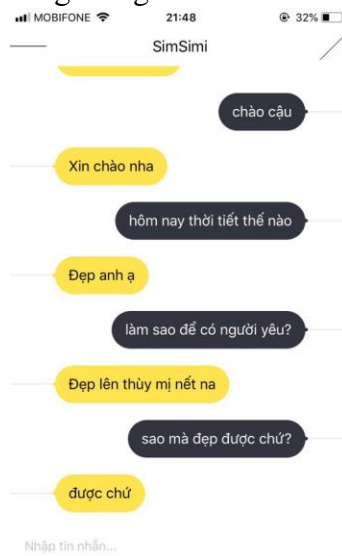 MOBIFONE 21:48 32%
SimSimi
chào cậu
Xin chào nha
hôm nay thời tiết thế nào
Đẹp anh ạ
làm sao để có người yêu?
Đẹp lên thùy mị nết na
sao mà đẹp được chứ?
được chứ
Nhập tin nhắn...